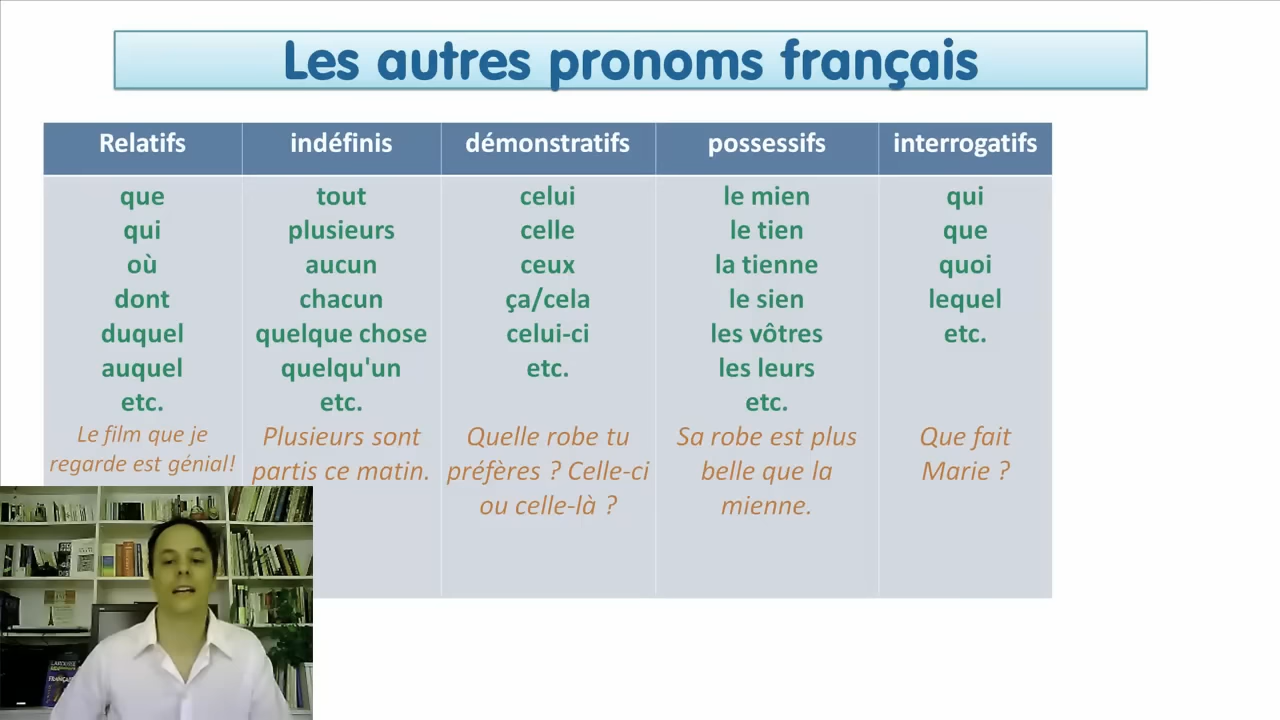 Les autres pronoms français
Relatifs
que
qui
où
dont
duquel
auquel
etc.
Le film que je
regarde est génial!
indéfinis
tout
plusieurs
aucun
chacun
quelque chose
quelqu'un
etc.
Plusieurs sont
partis ce matin.
démonstratifs
celui
celle
ceux
ça/cela
celui-ci
etc.
Quelle robe tu
préfères ? Celle-ci
ou celle-là ?
possessifs
le mien
le tien
la tienne
le sien
les vôtres
les leurs
etc.
Sa robe est plus
belle que la
mienne.
interrogatifs
qui
que
quoi
lequel
etc.
Que fait
Marie ?